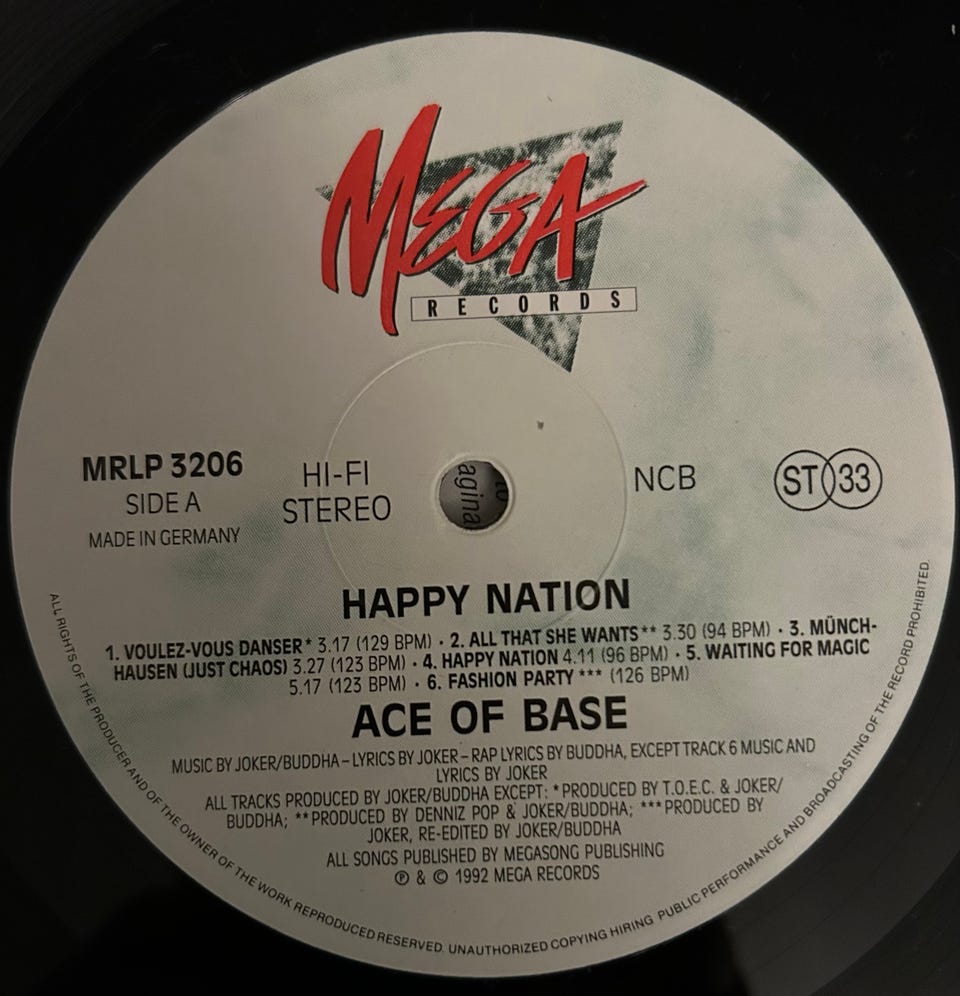 MEGA
RECORDS
MRLP 3206
SIDE A
MADE IN GERMANY
HI-FI
STEREO
agina
NCB
ST 33
HAPPY NATION
1. VOULEZ-VOUS DANSER* 3.17 (129 BPM) · 2. ALL THAT SHE WANTS** 3.30 (94 BPM) · 3. MÜNCH-
HAUSEN (JUST CHAOS) 3.27 (123 BPM) · 4. HAPPY NATION 4.11 (96 BPM) · 5. WAITING FOR MAGIC
5.17 (123 BPM) · 6. FASHION PARTY *** (126 BPM)
ACE OF BASE
MUSIC BY JOKER/BUDDHA – LYRICS BY JOKER – RAP LYRICS BY BUDDHA, EXCEPT TRACK 6 MUSIC AND
LYRICS BY JOKER
ALL TRACKS PRODUCED BY JOKER/BUDDHA EXCEPT: *PRODUCED BY T.O.E.C. & JOKER/
BUDDHA; **PRODUCED BY DENNIZ POP & JOKER/BUDDHA; ***PRODUCED BY
JOKER, RE-EDITED BY JOKER/BUDDHA
ALL SONGS PUBLISHED BY MEGASONG PUBLISHING
℗ & © 1992 MEGA RECORDS
ALL RIGHTS OF THE PRODUCER AND OF THE OWNER OF THE WORK REPRODUCED RESERVED. UNAUTHORIZED COPYING HIRING PUBLIC PERFORMANCE AND BROADCASTING OF THE RECORD PROHIBITED.